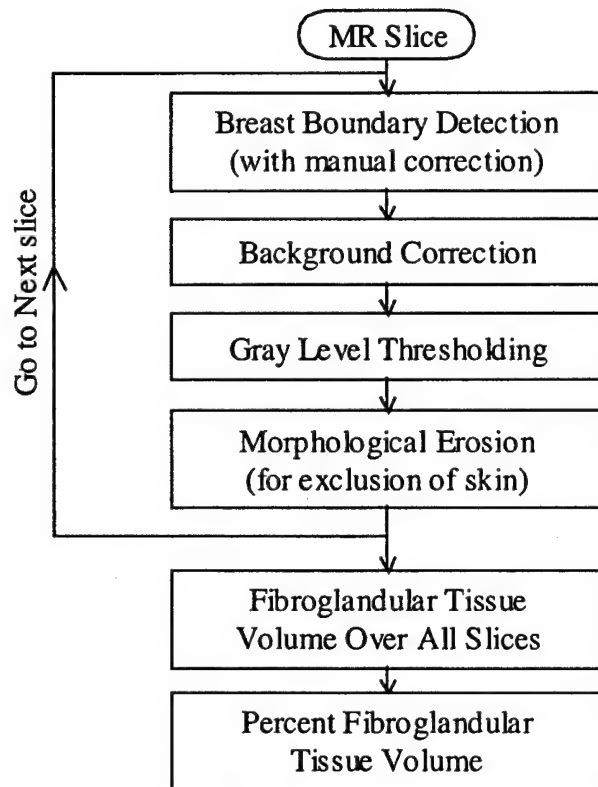 MR Slice
Breast Boundary Detection
(with manual correction)
Background Correction
Gray Level Thresholding
Morphological Erosion
(for exclusion of skin)
Go to Next slice
Fibroglandular Tissue
Volume Over All Slices
Percent Fibroglandular
Tissue Volume